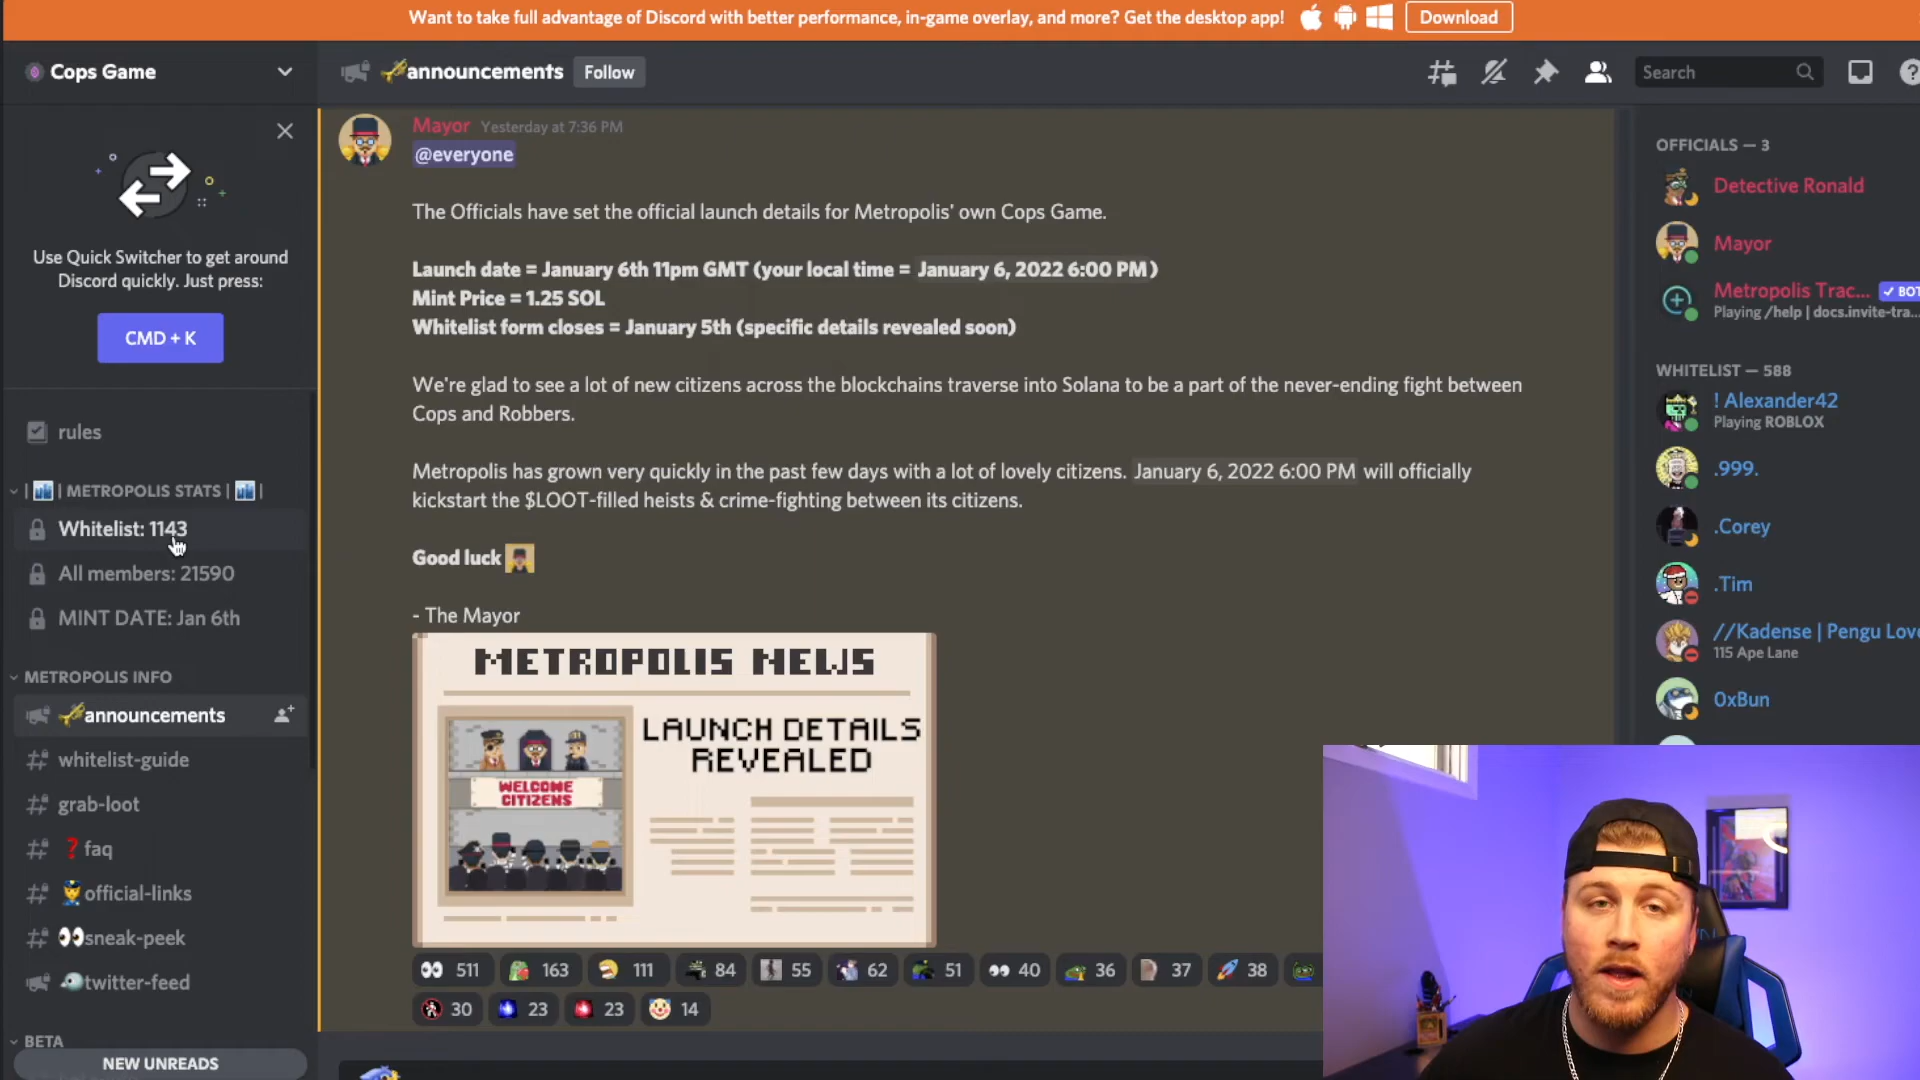 Want to take full advantage of Discord with better performance, in-game overlay, and more? Get the desktop app!
Download
Cops Game
announcements
Follow
Search
Use Quick Switcher to get around
Discord quickly. Just press:
CMD + K
rules
| METROPOLIS STATS | |
Whitelist: 1143
All members: 21590
MINT DATE: Jan 6th
METROPOLIS INFO
announcements
whitelist-guide
grab-loot
faq
official-links
sneak-peek
twitter-feed
BETA
NEW UNREADS
Mayor Yesterday at 7:36 PM
@everyone
The Officials have set the official launch details for Metropolis' own Cops Game.
Launch date = January 6th 11pm GMT (your local time = January 6, 2022 6:00 PM)
Mint Price = 1.25 SOL
Whitelist form closes = January 5th (specific details revealed soon)
We're glad to see a lot of new citizens across the blockchains traverse into Solana to be a part of the never-ending fight between
Cops and Robbers.
Metropolis has grown very quickly in the past few days with a lot of lovely citizens. January 6, 2022 6:00 PM will officially
kickstart the $LOOT-filled heists & crime-fighting between its citizens.
Good luck
- The Mayor
METROPOLIS NEWS
LAUNCH DETAILS
REVEALED
WELCOME
CITIZENS
511 163 111 84 55 62 51 40 36 37 38
30 23 23 14
OFFICIALS — 3
Detective Ronald
Mayor
Metropolis Trac... BOT
Playing /help | docs.invite-tra...
WHITELIST — 588
! Alexander42
Playing ROBLOX
.999.
.Corey
.Tim
//Kadense | Pengu Lov
115 Ape Lane
0xBun